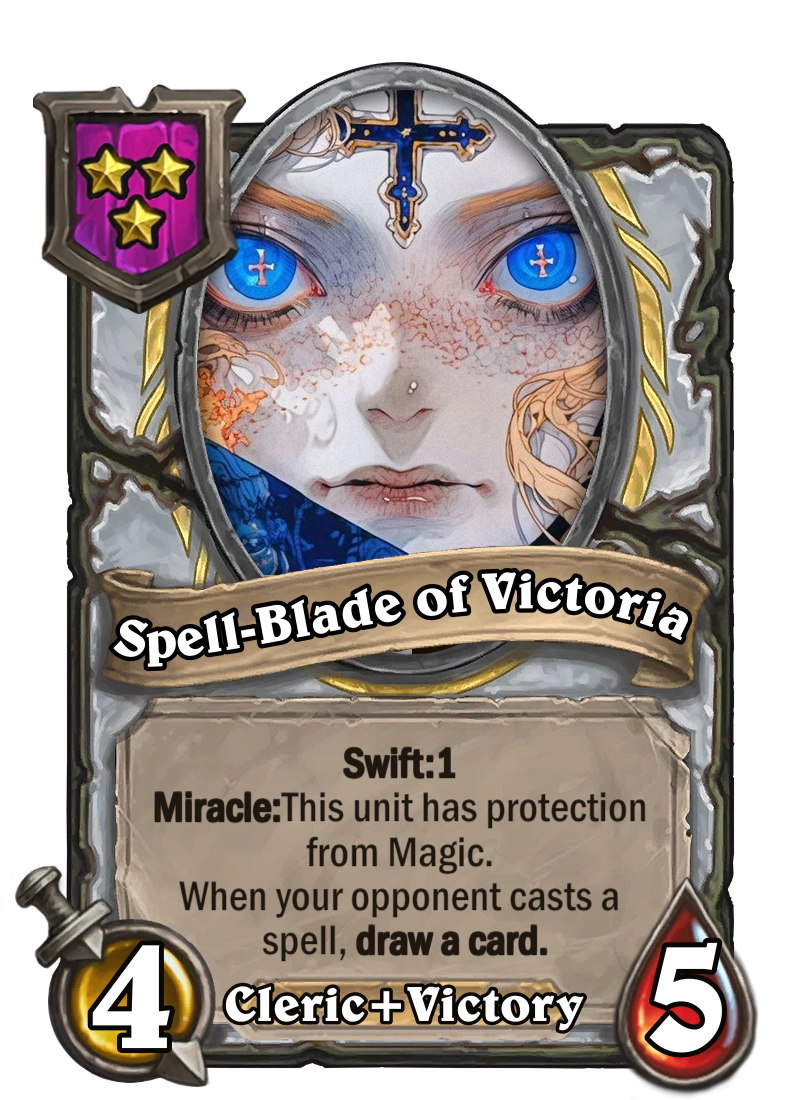 Spell-Blade of Victoria
Swift:1
Miracle:This unit has protection
from Magic.
When your opponent casts a
spell, draw a card.
4
Cleric+Victory
5